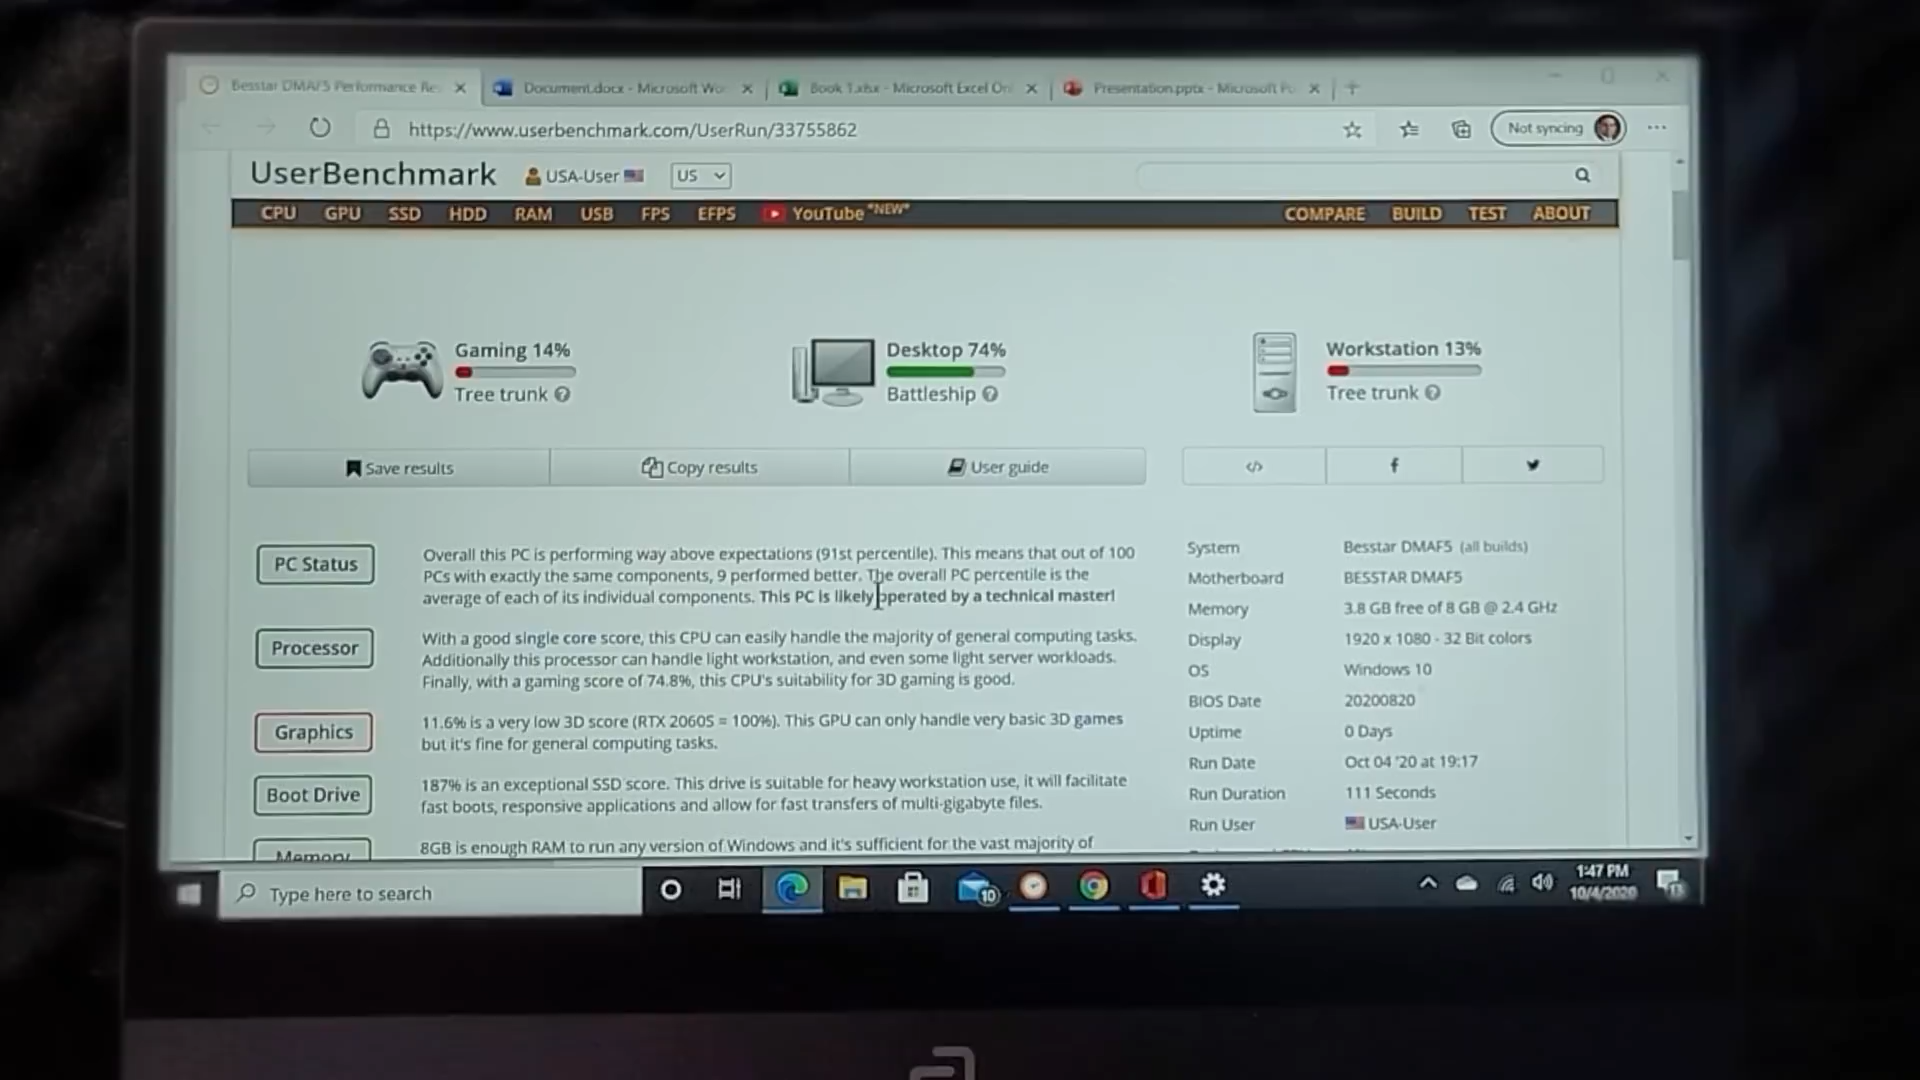 Besstar DMAF5 Performance Re
Document.docx - Microsoft Wo
Book 1.xlsx - Microsoft Excel On
Presentation.pptx - Microsoft Po
https://www.userbenchmark.com/UserRun/33755862
Not syncing
UserBenchmark
USA-User
US
CPU GPU SSD HDD RAM USB FPS EFPS YouTube *NEW* COMPARE BUILD TEST ABOUT
Gaming 14%
Tree trunk
Desktop 74%
Battleship
Workstation 13%
Tree trunk
Save results
Copy results
User guide
PC Status
Overall this PC is performing way above expectations (91st percentile). This means that out of 100
PCs with exactly the same components, 9 performed better. The overall PC percentile is the
average of each of its individual components. This PC is likely operated by a technical master!
Processor
With a good single core score, this CPU can easily handle the majority of general computing tasks.
Additionally this processor can handle light workstation, and even some light server workloads.
Finally, with a gaming score of 74.8%, this CPU's suitability for 3D gaming is good.
Graphics
11.6% is a very low 3D score (RTX 2060S = 100%). This GPU can only handle very basic 3D games
but it's fine for general computing tasks.
Boot Drive
187% is an exceptional SSD score. This drive is suitable for heavy workstation use, it will facilitate
fast boots, responsive applications and allow for fast transfers of multi-gigabyte files.
Memory
8GB is enough RAM to run any version of Windows and it's sufficient for the vast majority of
System Besstar DMAF5 (all builds)
Motherboard BESSTAR DMAF5
Memory 3.8 GB free of 8 GB @ 2.4 GHz
Display 1920 x 1080 - 32 Bit colors
OS Windows 10
BIOS Date 20200820
Uptime 0 Days
Run Date Oct 04 '20 at 19:17
Run Duration 111 Seconds
Run User USA-User
Type here to search
10
1:47 PM
10/4/2020
13